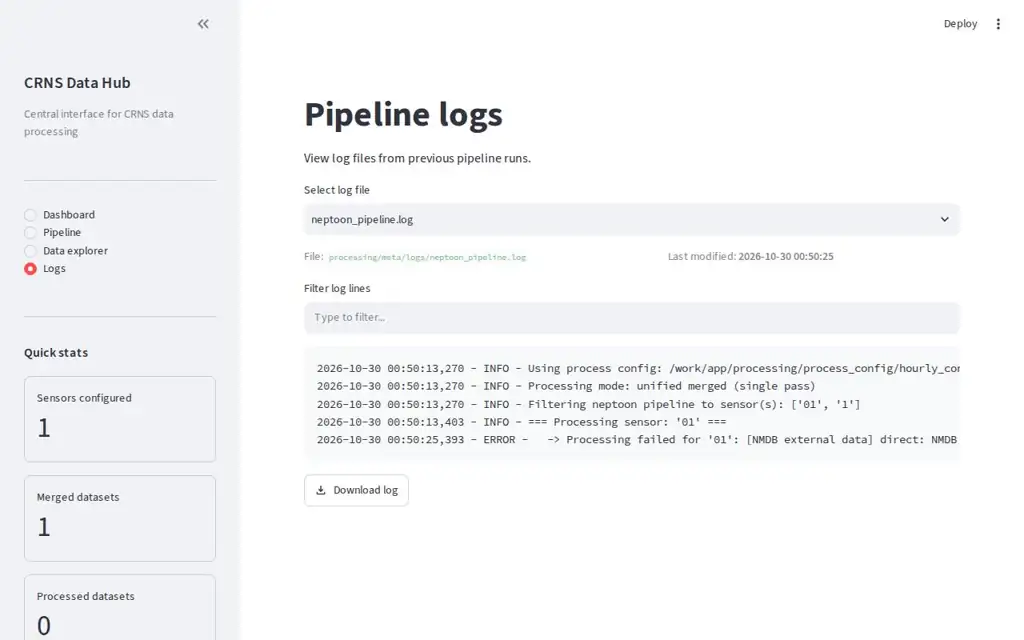 Deploy
CRNS Data Hub
Central interface for CRNS data
processing
Dashboard
Pipeline
Data explorer
Logs
Quick stats
Sensors configured
1
Merged datasets
1
Processed datasets
0
Pipeline logs
View log files from previous pipeline runs.
Select log file
neptoon_pipeline.log
File: processing/meta/logs/neptoon_pipeline.log
Last modified: 2026-10-30 00:50:25
Filter log lines
Type to filter...
2026-10-30 00:50:13,270 - INFO - Using process config: /work/app/processing/process_config/hourly_con
2026-10-30 00:50:13,270 - INFO - Processing mode: unified merged (single pass)
2026-10-30 00:50:13,270 - INFO - Filtering neptoon pipeline to sensor(s): ['01', '1']
2026-10-30 00:50:13,403 - INFO - === Processing sensor: '01' ===
2026-10-30 00:50:25,393 - ERROR -   -> Processing failed for '01': [NMDB external data] direct: NMDB
Download log